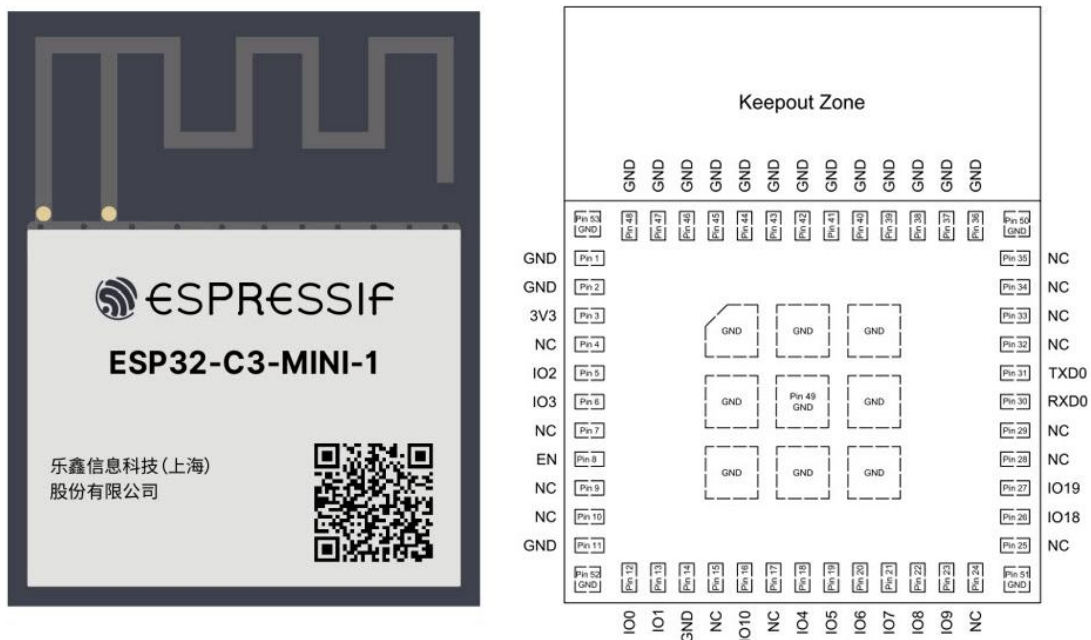 ESPRESSIF
ESP32-C3-MINI-1
乐鑫信息科技(上海)
股份有限公司
Keepout Zone
GND GND GND GND GND GND GND GND GND GND GND GND GND
Pin 53 GND
Pin 48 Pin 47 Pin 46 Pin 45 Pin 44 Pin 43 Pin 42 Pin 41 Pin 40 Pin 39 Pin 38 Pin 37 Pin 36
Pin 50 GND
GND Pin 1 Pin 35 NC
GND Pin 2 Pin 34 NC
3V3 Pin 3 Pin 33 NC
NC Pin 4 Pin 32 NC
IO2 Pin 5 Pin 31 TXD0
IO3 Pin 6 Pin 30 RXD0
NC Pin 7 Pin 29 NC
EN Pin 8 Pin 28 NC
NC Pin 9 Pin 27 IO19
NC Pin 10 Pin 26 IO18
GND Pin 11 Pin 25 NC
GND GND GND
GND Pin 49 GND GND
GND GND GND
Pin 52 GND
Pin 12 Pin 13 Pin 14 Pin 15 Pin 16 Pin 17 Pin 18 Pin 19 Pin 20 Pin 21 Pin 22 Pin 23 Pin 24
Pin 51 GND
IO0 IO1 GND NC IO10 NC IO4 IO5 IO6 IO7 IO8 IO9 NC